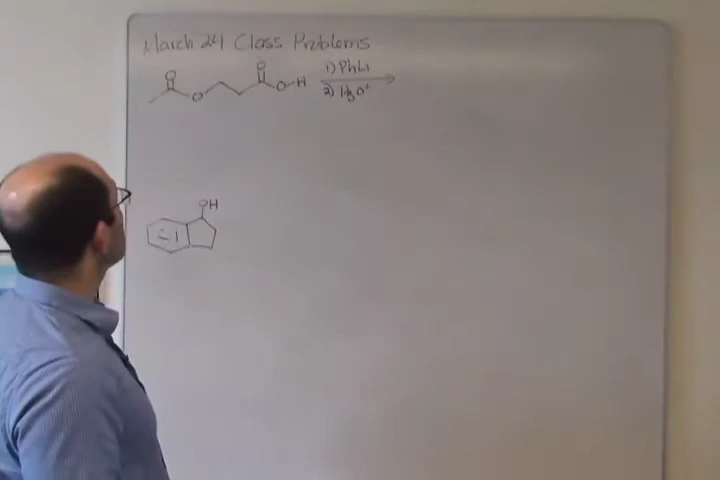 March 24 Class Problems
O O 1) PhLi
O O-H 2) H3O+
OH